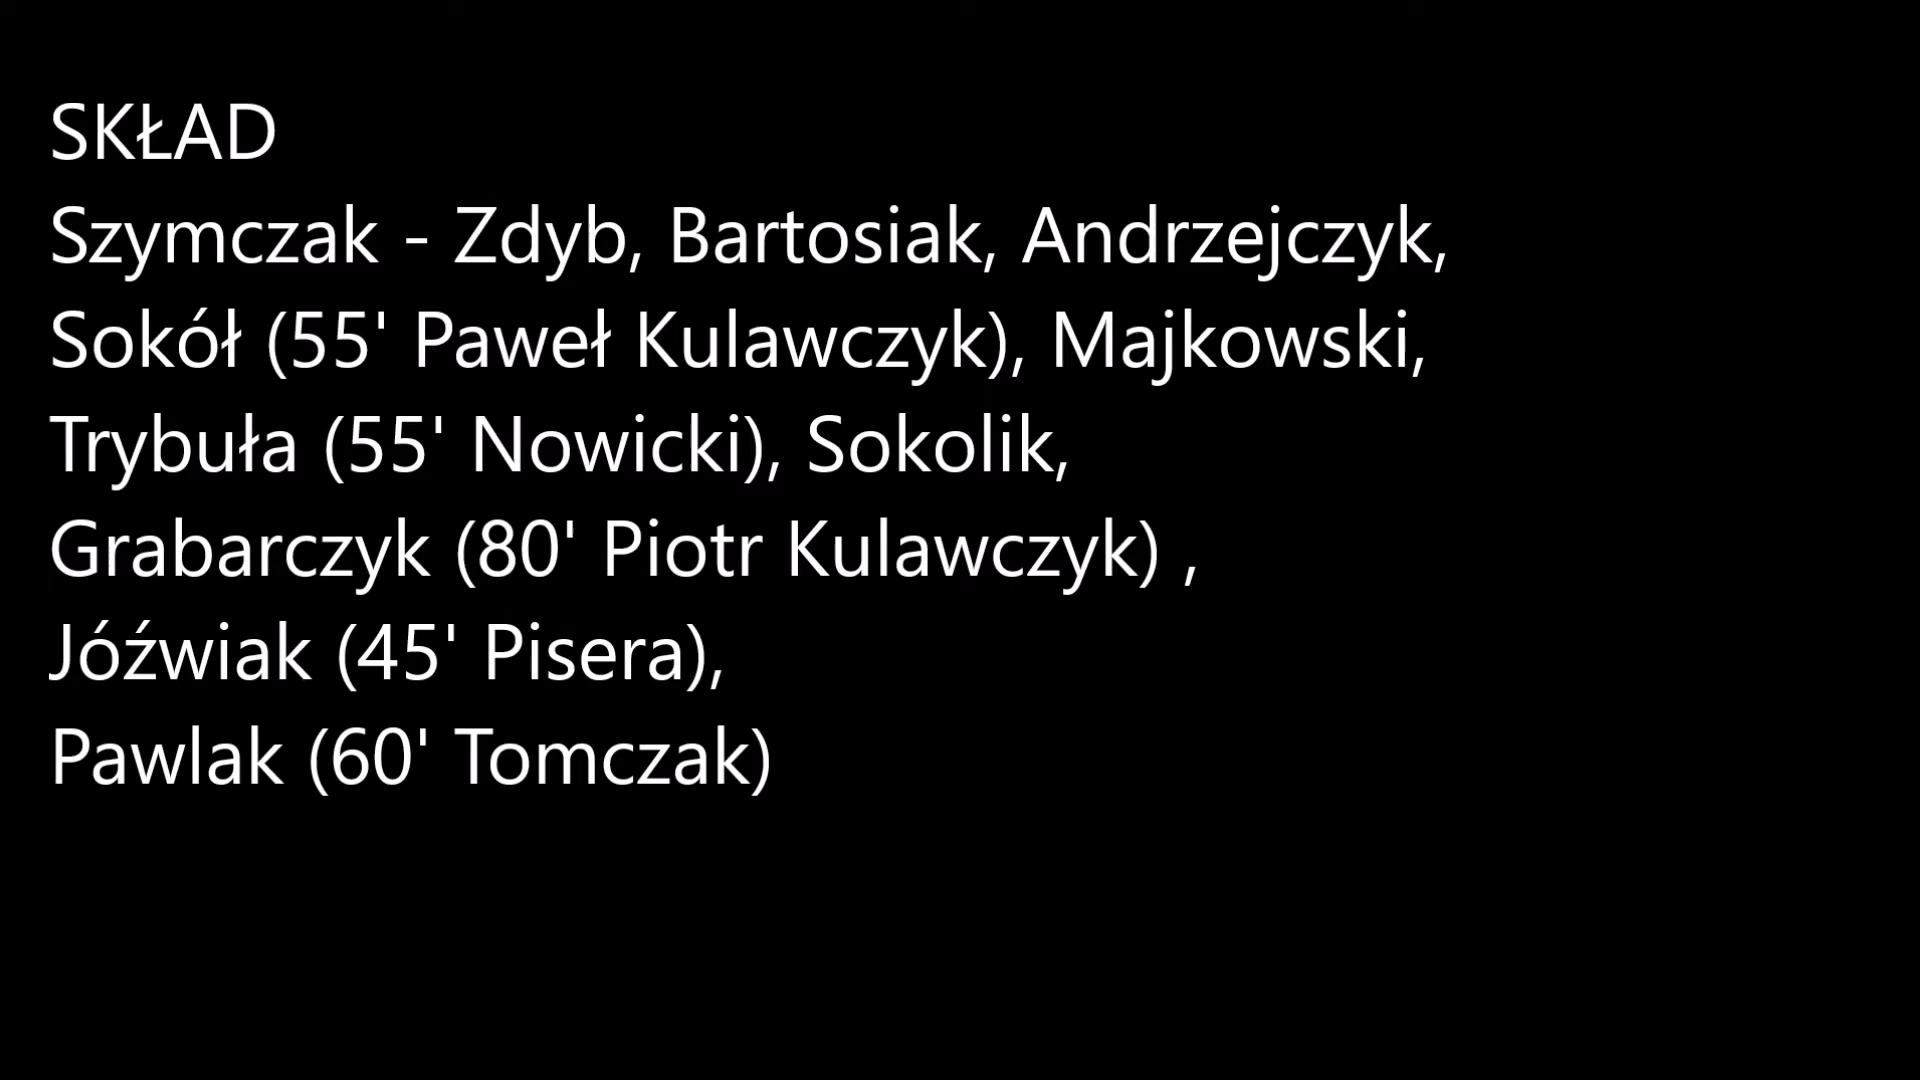 SKŁAD
Szymczak - Zdyb, Bartosiak, Andrzejczyk,
Sokół (55' Paweł Kulawczyk), Majkowski,
Trybuła (55' Nowicki), Sokolik,
Grabarczyk (80' Piotr Kulawczyk) ,
Jóźwiak (45' Pisera),
Pawlak (60' Tomczak)